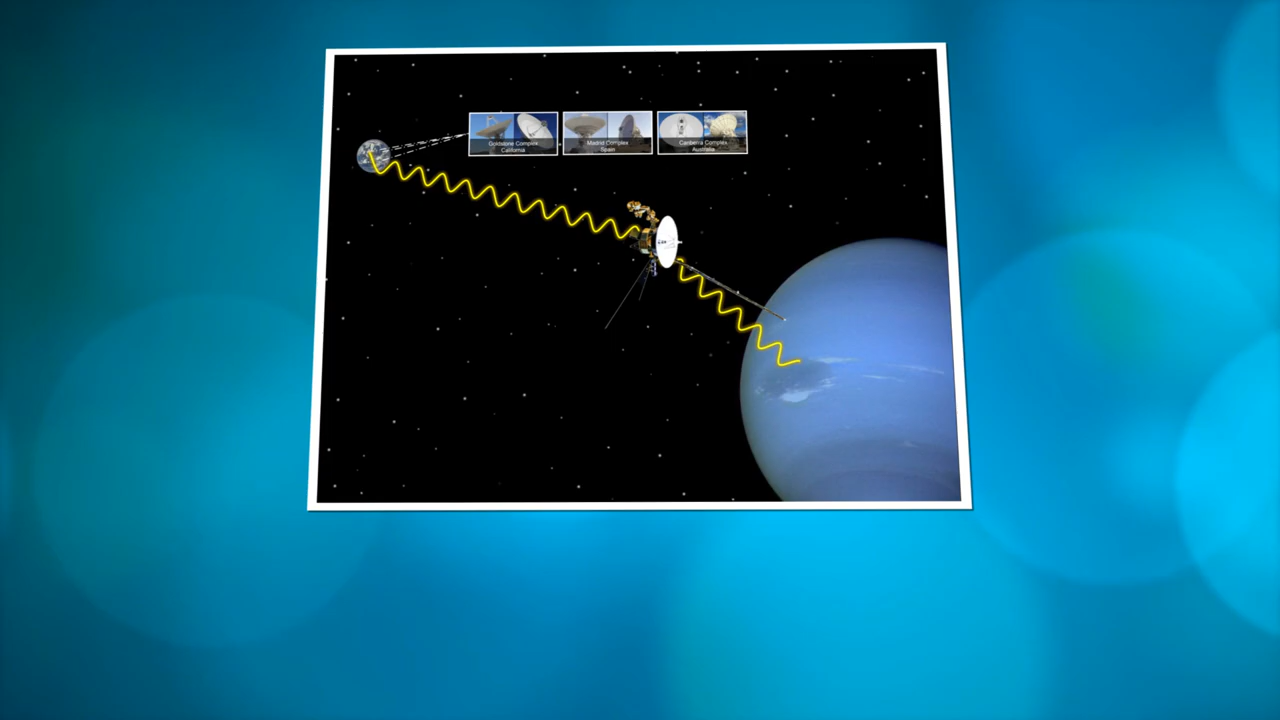 Goldstone Complex
California
Madrid Complex
Spain
Canberra Complex
Australia